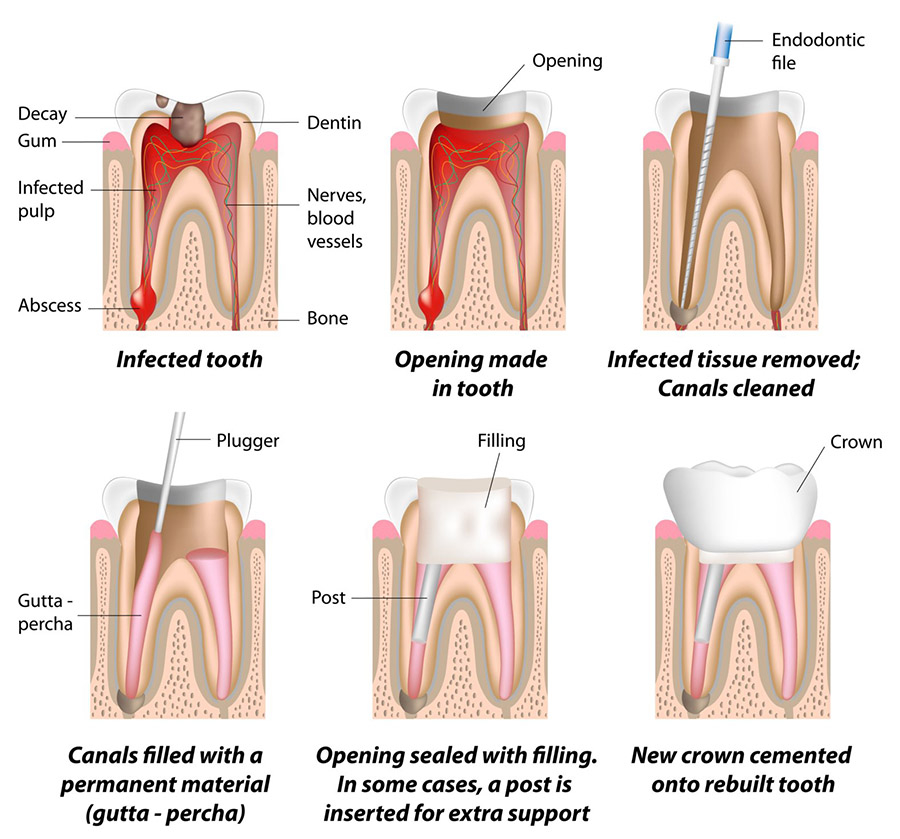 Decay
Gum
Infected
pulp
Abscess
Dentin
Nerves,
blood
vessels
Bone
Infected tooth
Opening
Opening made
in tooth
Endodontic
file
Infected tissue removed;
Canals cleaned
Plugger
Gutta -
percha
Canals filled with a
permanent material
(gutta - percha)
Filling
Post
Opening sealed with filling.
In some cases, a post is
inserted for extra support
Crown
New crown cemented
onto rebuilt tooth